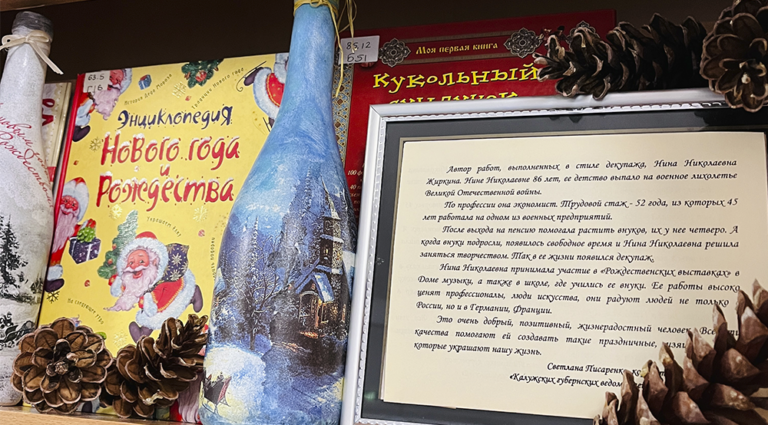 63.5
Г16
Энциклопедия
Нового года
и
Рождества
85.12
Б51
Моя первая книга
Кукольный
Автор работ, выполненных в стиле декупажа, Нина Николаевна
Жиркина. Нине Николаевне 86 лет, ее детство выпало на военное лихолетье
Великой Отечественной войны.
По профессии она экономист. Трудовой стаж - 52 года, из которых 45
лет работала на одном из военных предприятий.
После выхода на пенсию помогала растить внуков, их у нее четверо. А
когда внуки подросли, появилось свободное время и Нина Николаевна решила
заняться творчеством. Так в ее жизни появился декупаж.
Нина Николаевна принимала участие в «Рождественских выставках» в
Доме музыки, а также в школе, где учились ее внуки. Ее работы высоко
ценят профессионалы, люди искусства, они радуют людей не только
России, но и в Германии, Франции.
Это очень добрый, позитивный, жизнерадостный человек
качества помогают ей создавать такие праздничные,
которые украшают нашу жизнь.
Светлана Писаренко
«Калужских губернских